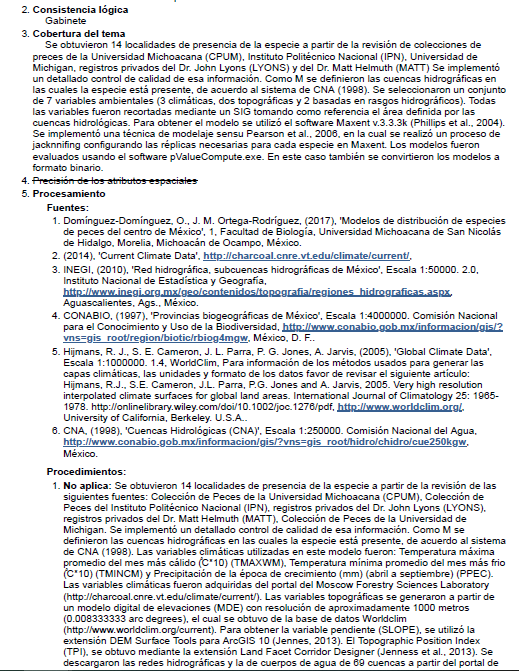 2. Consistencia lógica
Gabinete
3. Cobertura del tema
Se obtuvieron 14 localidades de presencia de la especie a partir de la revisión de colecciones de
preces de la Universidad Michoacana (CPUM), Instituto Politécnico Nacional (IPN), Universidad de
Michigan, registros privados del Dr. John Lyons (LYONS) y del Dr. Matt Helmuth (MATT) Se implementó
un detallado control de calidad de esa información. Como M se definieron las cuencas hidrográficas en
las cuales la especie está presente, de acuerdo al sistema de CNA (1998). Se seleccionaron un conjunto
de 7 variables ambientales (3 climáticas, dos topográficas y 2 basadas en rasgos hidrográficos). Todas
las variables fueron recortadas mediante un SIG tomando como referencia el área definida por las
cuencas hidrológicas. Para obtener el modelo se utilizó el software Maxent v.3.3.3k (Phillips et al., 2004).
Se implementó una técnica de modelaje sensu Pearson et al., 2006, en la cual se realizó un proceso de
jacknnifing configurando las réplicas necesarias para cada especie en Maxent. Los modelos fueron
evaluados usando el software pValueCompute.exe. En este caso también se convirtieron los modelos a
formato binario.
4. Precisión de los atributos espaciales
5. Procesamiento
Fuentes:
1. Domínguez-Domínguez, O., J. M. Ortega-Rodríguez, (2017), 'Modelos de distribución de especies
de peces del centro de México', 1, Facultad de Biología, Universidad Michoacana de San Nicolás
de Hidalgo, Morelia, Michoacán de Ocampo, México.
2. (2014), 'Current Climate Data', http://charcoal.cnre.vt.edu/climate/current/,
3. INEGI, (2010), 'Red hidrográfica, subcuencas hidrográficas de México', Escala 1:50000. 2.0,
Instituto Nacional de Estadística y Geografía,
http://www.inegi.org.mx/geo/contenidos/topografia/regiones_hidrograficas.aspx,
Aguascalientes, Ags., México.
4. CONABIO, (1997), 'Provincias biogeográficas de México', Escala 1:4000000. Comisión Nacional
para el Conocimiento y Uso de la Biodiversidad, http://www.conabio.gob.mx/informacion/gis/?
vns=gis_root/region/biotic/rbiog4mgw, México, D. F..
5. Hijmans, R. J., S. E. Cameron, J. L. Parra, P. G. Jones, A. Jarvis, (2005), 'Global Climate Data',
Escala 1:1000000. 1.4, WorldClim, Para información de los métodos usados para generar las
capas climáticas, las unidades y formato de los datos favor de revisar el siguiente artículo:
Hijmans, R.J., S.E. Cameron, J.L. Parra, P.G. Jones and A. Jarvis, 2005. Very high resolution
interpolated climate surfaces for global land areas. International Journal of Climatology 25: 1965-
1978. http://onlinelibrary.wiley.com/doi/10.1002/joc.1276/pdf, http://www.worldclim.org/,
University of California, Berkeley. U.S.A..
6. CNA, (1998), 'Cuencas Hidrológicas (CNA)', Escala 1:250000. Comisión Nacional del Agua,
http://www.conabio.gob.mx/informacion/gis/?vns=gis_root/hidro/chidro/cue250kgw,
México.
Procedimientos:
1. No aplica: Se obtuvieron 14 localidades de presencia de la especie a partir de la revisión de las
siguientes fuentes: Colección de Peces de la Universidad Michoacana (CPUM), Colección de
Peces del Instituto Politécnico Nacional (IPN), registros privados del Dr. John Lyons (LYONS),
registros privados del Dr. Matt Helmuth (MATT), Colección de Peces de la Universidad de
Michigan. Se implementó un detallado control de calidad de esa información. Como M se
definieron las cuencas hidrográficas en las cuales la especie está presente, de acuerdo al sistema
de CNA (1998). Las variables climáticas utilizadas en este modelo fueron: Temperatura máxima
promedio del mes más cálido (C*10) (TMAXWM), Temperatura mínima promedio del mes más frio
(C*10) (TMINCM) y Precipitación de la época de crecimiento (mm) (abril a septiembre) (PPEC).
Las variables climáticas fueron adquiridas del portal del Moscow Forestry Sciences Laboratory
(http://charcoal.cnre.vt.edu/climate/current/). Las variables topográficas se generaron a partir de
un modelo digital de elevaciones (MDE) con resolución de aproximadamente 1000 metros
(0.008333333 arc degrees), el cual se obtuvo de la base de datos Worldclim
(http://www.worldclim.org/current). Para obtener la variable pendiente (SLOPE), se utilizó la
extensión DEM Surface Tools para ArcGIS 10 (Jennes, 2013). El Topographic Position Index
(TPI), se obtuvo mediante la extensión Land Facet Corridor Designer (Jenness et al., 2013). Se
descargaron las redes hidrográficas y la de cuerpos de agua de 69 cuencas a partir del portal de